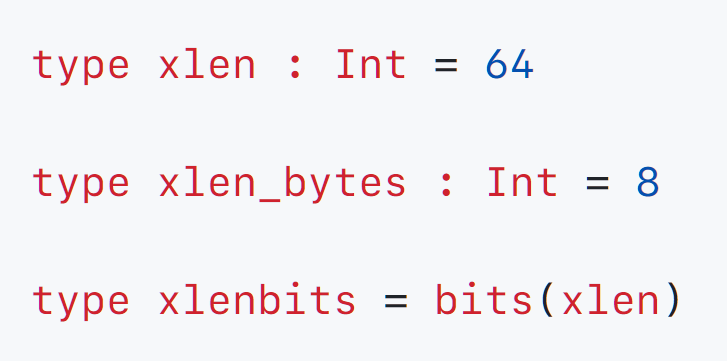 type xlen : Int = 64
type xlen_bytes : Int = 8
type xlenbits = bits(xlen)